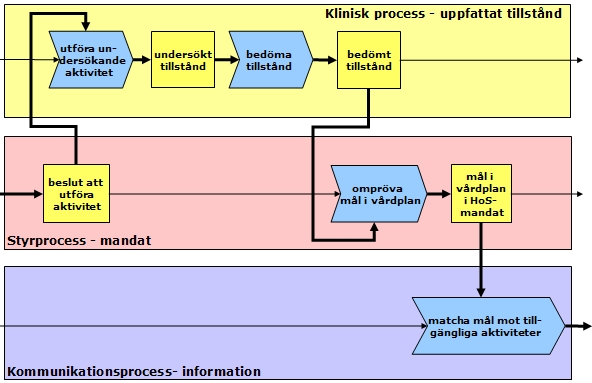 Klinisk process - uppfattat tillstånd
utföra un-
dersökande
aktivitet
undersökt
tillstånd
bedöma
tillstånd
bedömt
tillstånd
beslut att
utföra
aktivitet
ompröva
mål i vårdplan
mål i
vårdplan
i HoS-
mandat
Styrprocess - mandat
matcha mål mot till-
gängliga aktiviteter
Kommunikationsprocess- information